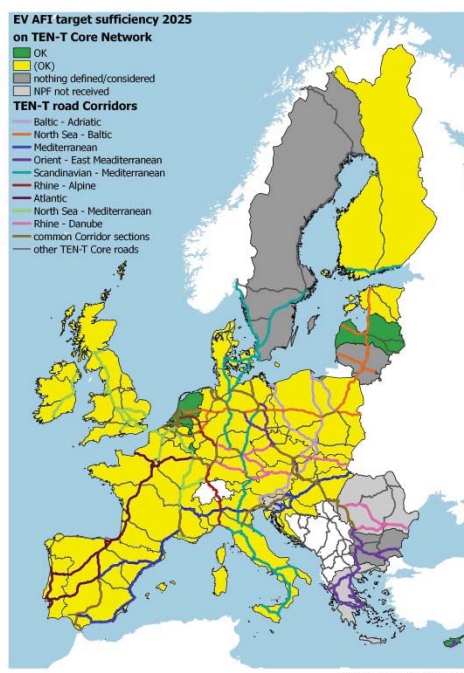 EV AFI target sufficiency 2025
on TEN-T Core Network
OK
(OK)
nothing defined/considered
NPF not received
TEN-T road Corridors
Baltic - Adriatic
North Sea - Baltic
Mediterranean
Orient - East Meaditerranean
Scandinavian - Mediterranean
Rhine - Alpine
Atlantic
North Sea - Mediterranean
Rhine - Danube
common Corridor sections
other TEN-T Core roads